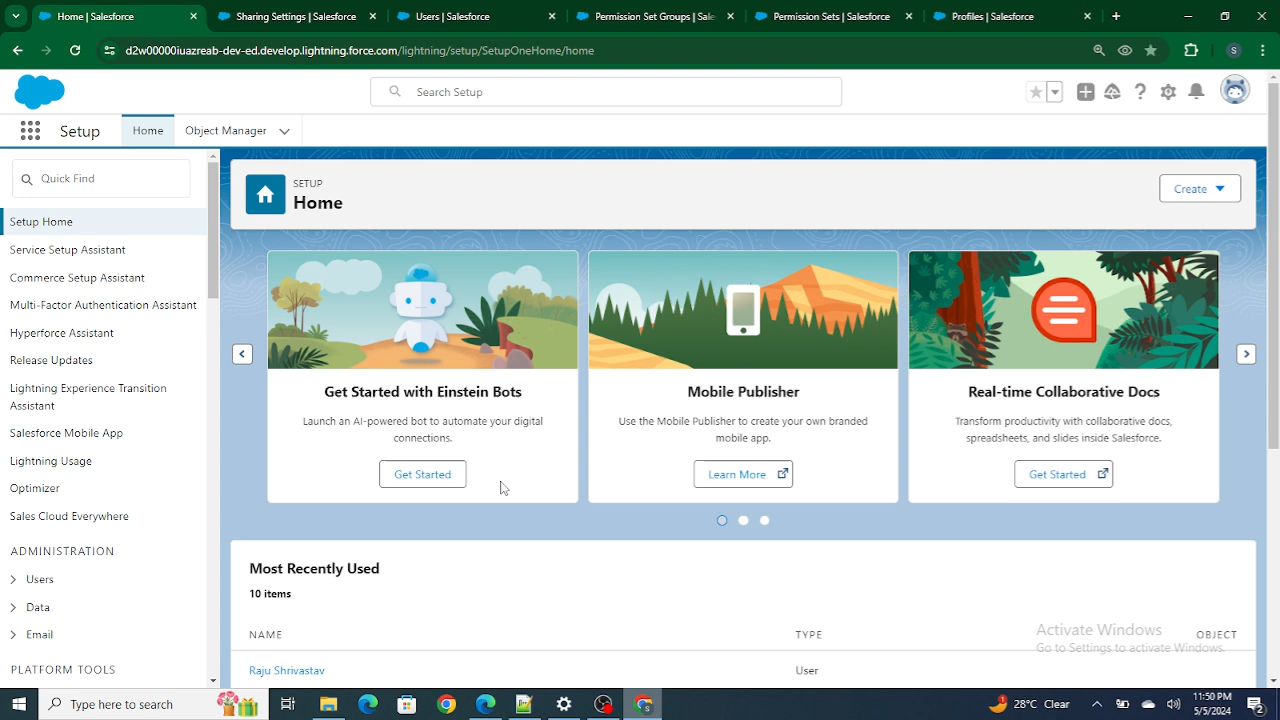 Home | Salesforce
Sharing Settings | Salesforce
Users | Salesforce
Permission Set Groups | Sale
Permission Sets | Salesforce
Profiles | Salesforce
d2w00000iuazreab-dev-ed.develop.lightning.force.com/lightning/setup/SetupOneHome/home
S
Search Setup
Setup
Home
Object Manager
Quick Find
Setup Home
Service Setup Assistant
Commerce Setup Assistant
Multi-Factor Authentication Assistant
Hyperforce Assistant
Release Updates
Lightning Experience Transition
Assistant
Salesforce Mobile App
Lightning Usage
Optimizer
Sales Cloud Everywhere
ADMINISTRATION
Users
Data
Email
PLATFORM TOOLS
SETUP
Home
Create
Get Started with Einstein Bots
Launch an AI-powered bot to automate your digital
connections.
Get Started
Mobile Publisher
Use the Mobile Publisher to create your own branded
mobile app.
Learn More
Real-time Collaborative Docs
Transform productivity with collaborative docs,
spreadsheets, and slides inside Salesforce.
Get Started
Most Recently Used
10 items
NAME
TYPE
OBJECT
Raju Shrivastav
User
Activate Windows
Go to Settings to activate Windows.
Type here to search
1
28°C Clear
11:50 PM
5/5/2024
2